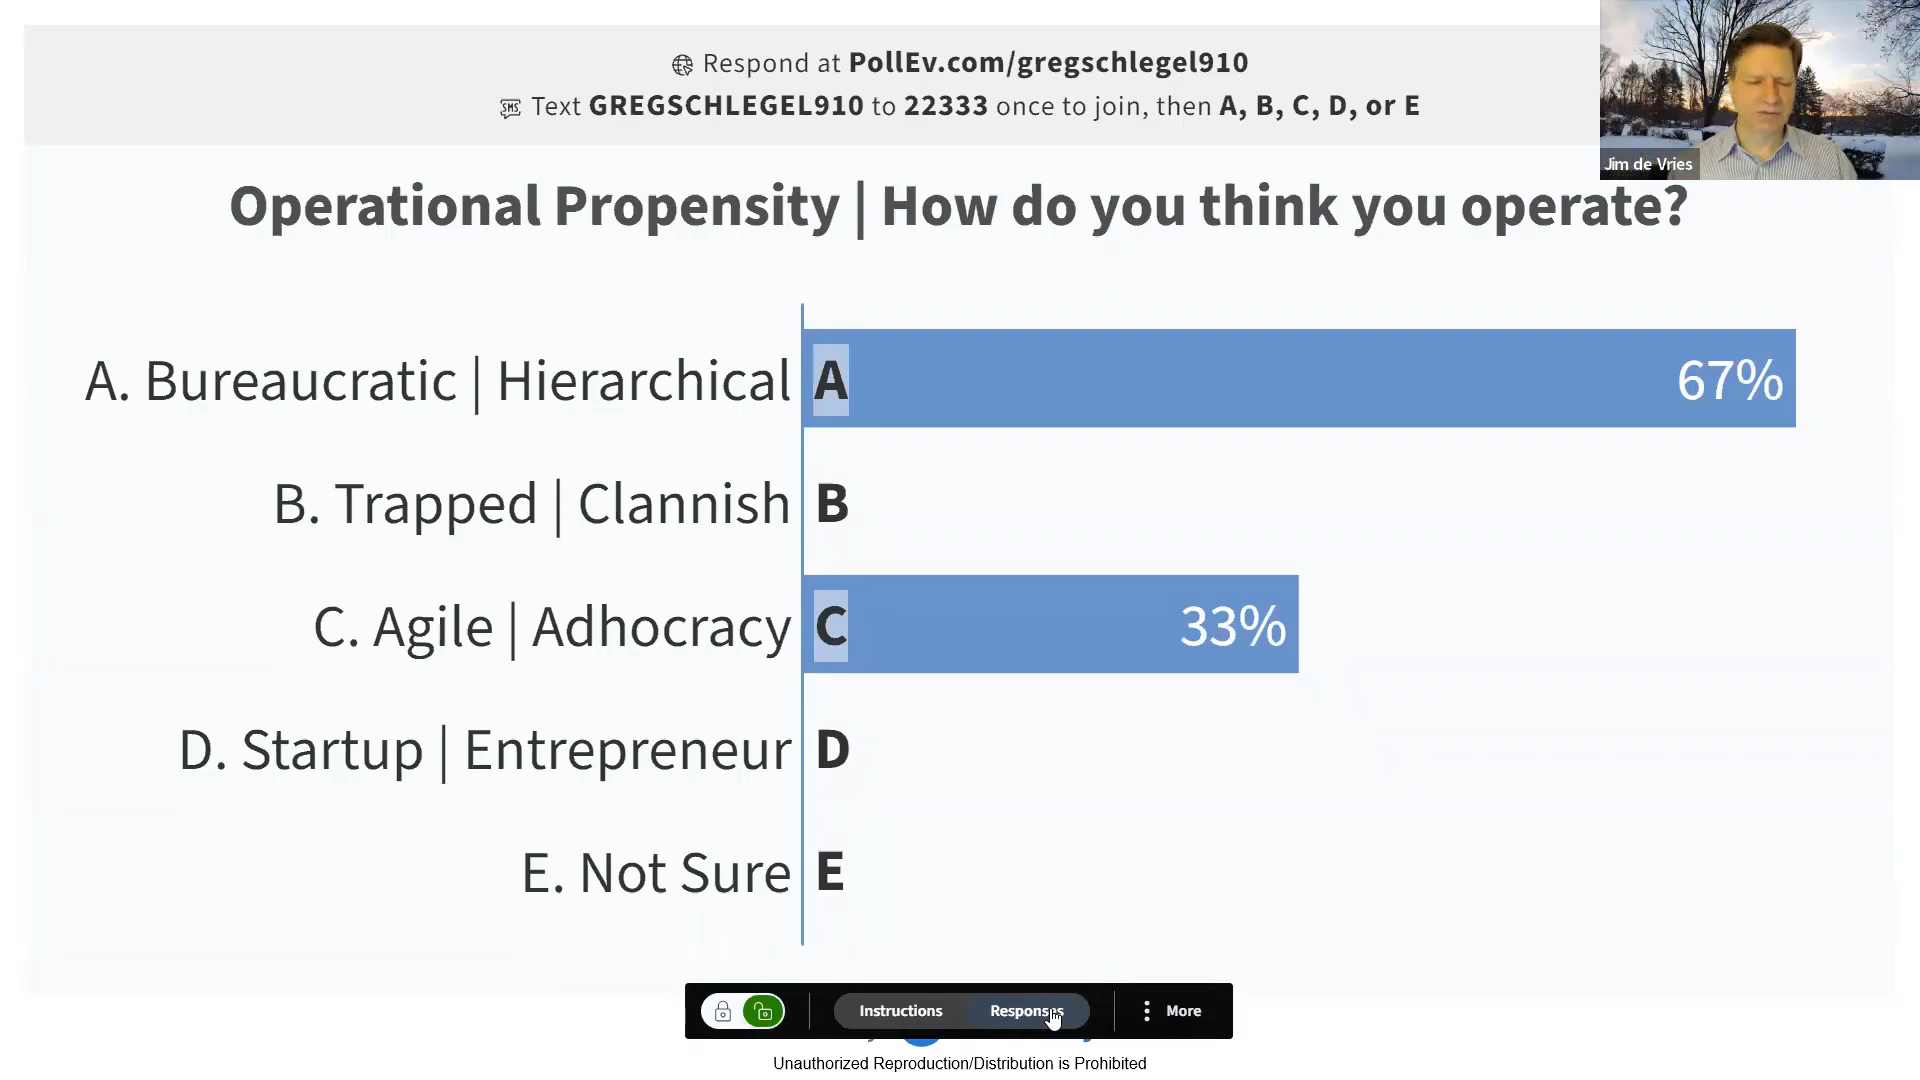 Respond at PollEv.com/gregschlegel910
SMS Text GREGSCHLEGEL910 to 22333 once to join, then A, B, C, D, or E
Jim de Vries
Operational Propensity | How do you think you operate?
A. Bureaucratic | Hierarchical A 67%
B. Trapped | Clannish B
C. Agile | Adhocracy C 33%
D. Startup | Entrepreneur D
E. Not Sure E
Instructions Responses More
Unauthorized Reproduction/Distribution is Prohibited